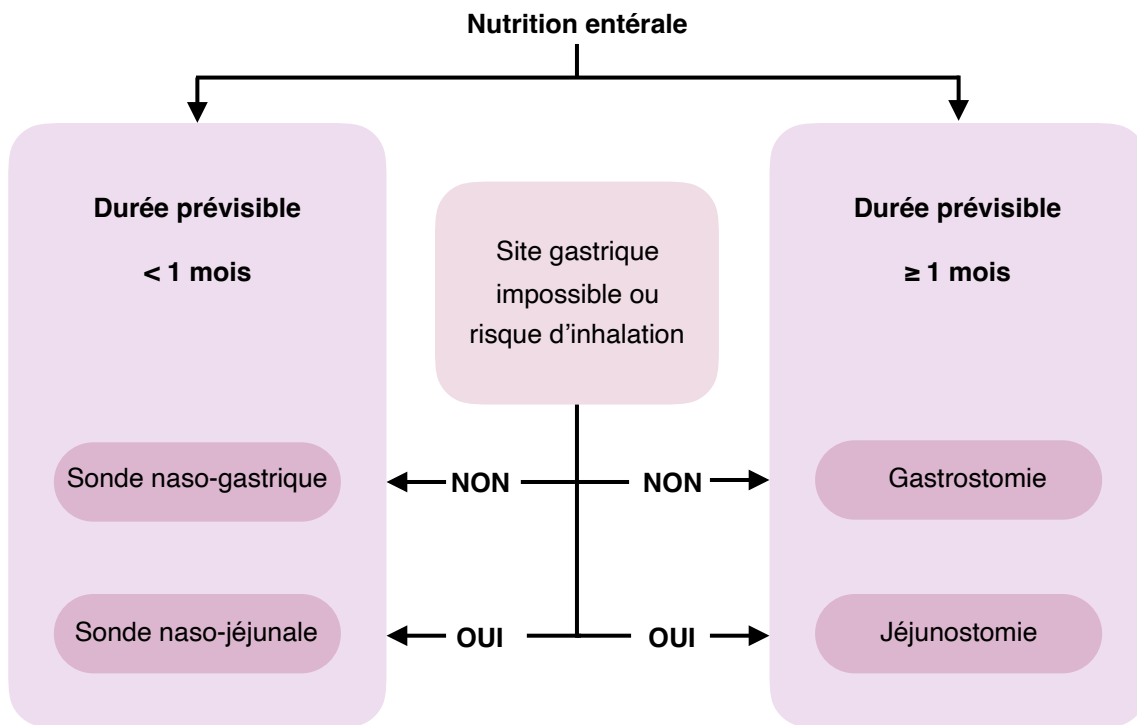 Nutrition entérale
Durée prévisible
< 1 mois
Site gastrique
impossible ou
risque d’inhalation
Durée prévisible
≥ 1 mois
Sonde naso-gastrique
NON
NON
Gastrostomie
Sonde naso-jéjunale
OUI
OUI
Jéjunostomie